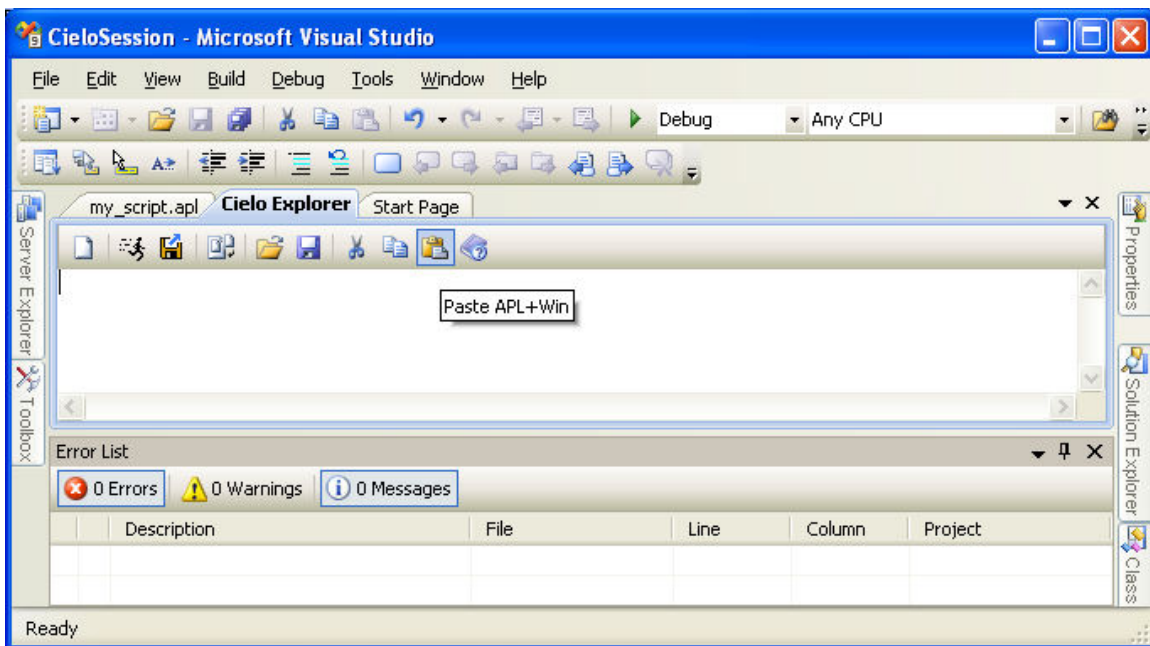 CieloSession - Microsoft Visual Studio
File Edit View Build Debug Tools Window Help
Debug Any CPU
my_script.apl Cielo Explorer Start Page
Paste APL+Win
Server Explorer
Toolbox
Properties
Solution Explorer
Class
Error List
0 Errors 0 Warnings 0 Messages
Description File Line Column Project
Ready